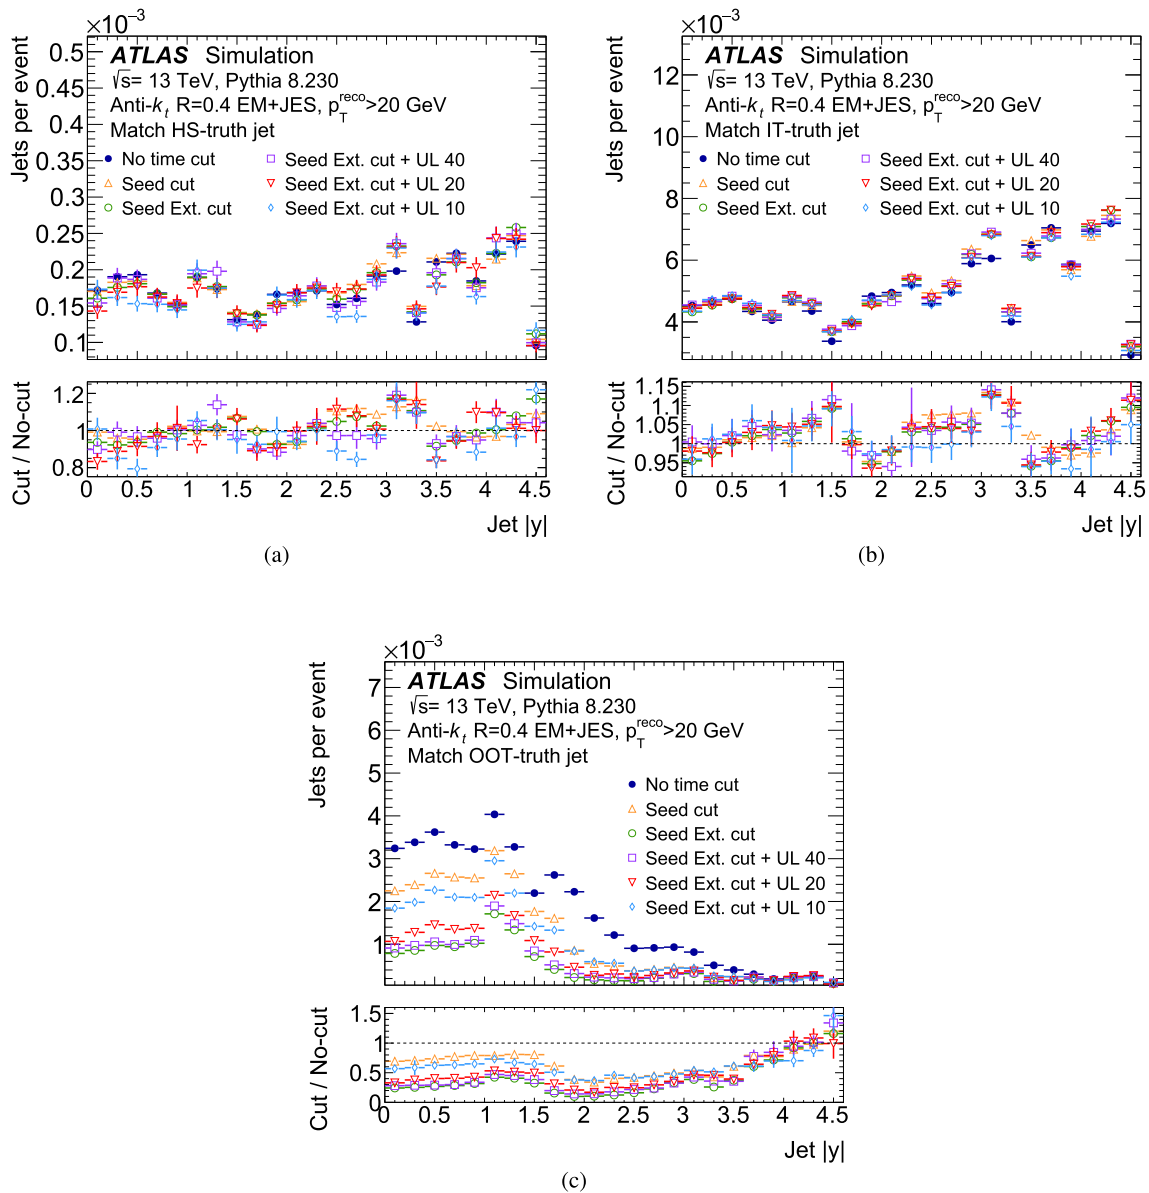 ×10⁻³
Jets per event
0.5
0.45
0.4
0.35
0.3
0.25
0.2
0.15
0.1
ATLAS Simulation
√s= 13 TeV, Pythia 8.230
Anti-k_t R=0.4 EM+JES, p_T^reco>20 GeV
Match HS-truth jet
No time cut
Seed cut
Seed Ext. cut
Seed Ext. cut + UL 40
Seed Ext. cut + UL 20
Seed Ext. cut + UL 10
Cut / No-cut
1.2
1
0.8
0 0.5 1 1.5 2 2.5 3 3.5 4 4.5
Jet |y|
(a)
×10⁻³
Jets per event
12
10
8
6
4
ATLAS Simulation
√s= 13 TeV, Pythia 8.230
Anti-k_t R=0.4 EM+JES, p_T^reco>20 GeV
Match IT-truth jet
No time cut
Seed cut
Seed Ext. cut
Seed Ext. cut + UL 40
Seed Ext. cut + UL 20
Seed Ext. cut + UL 10
Cut / No-cut
1.15
1.1
1.05
1
0.95
0 0.5 1 1.5 2 2.5 3 3.5 4 4.5
Jet |y|
(b)
×10⁻³
Jets per event
7
6
5
4
3
2
1
ATLAS Simulation
√s= 13 TeV, Pythia 8.230
Anti-k_t R=0.4 EM+JES, p_T^reco>20 GeV
Match OOT-truth jet
No time cut
Seed cut
Seed Ext. cut
Seed Ext. cut + UL 40
Seed Ext. cut + UL 20
Seed Ext. cut + UL 10
Cut / No-cut
1.5
1
0.5
0
0 0.5 1 1.5 2 2.5 3 3.5 4 4.5
Jet |y|
(c)